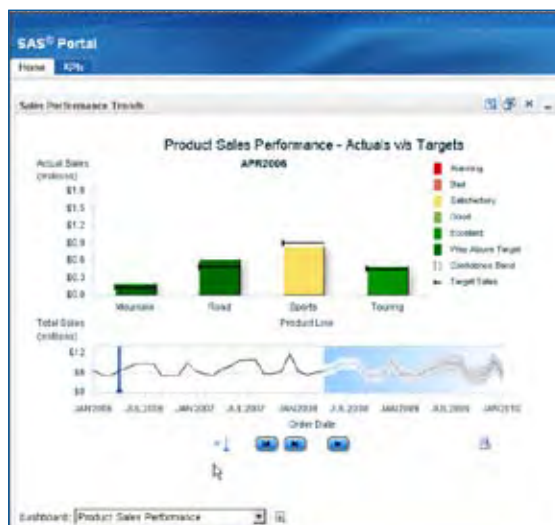 SAS® Portal
Home KPIs
Sales Performance Trends
Product Sales Performance - Actuals v/s Targets
APR2006
Actual Sales
(millions)
$1.8
$1.5
$1.2
$0.9
$0.6
$0.3
$0.0
Mountain Road Sports Touring
Product Line
Warning
Bad
Satisfactory
Good
Excellent
Way Above Target
Confidence Band
Target Sales
Total Sales
(millions)
$1.2
$.6
$0
JAN2006 JUL2006 JAN2007 JUL2007 JAN2008 JUL2008 JAN2009 JUL2009 JAN2010
Order Date
Dashboard: Product Sales Performance